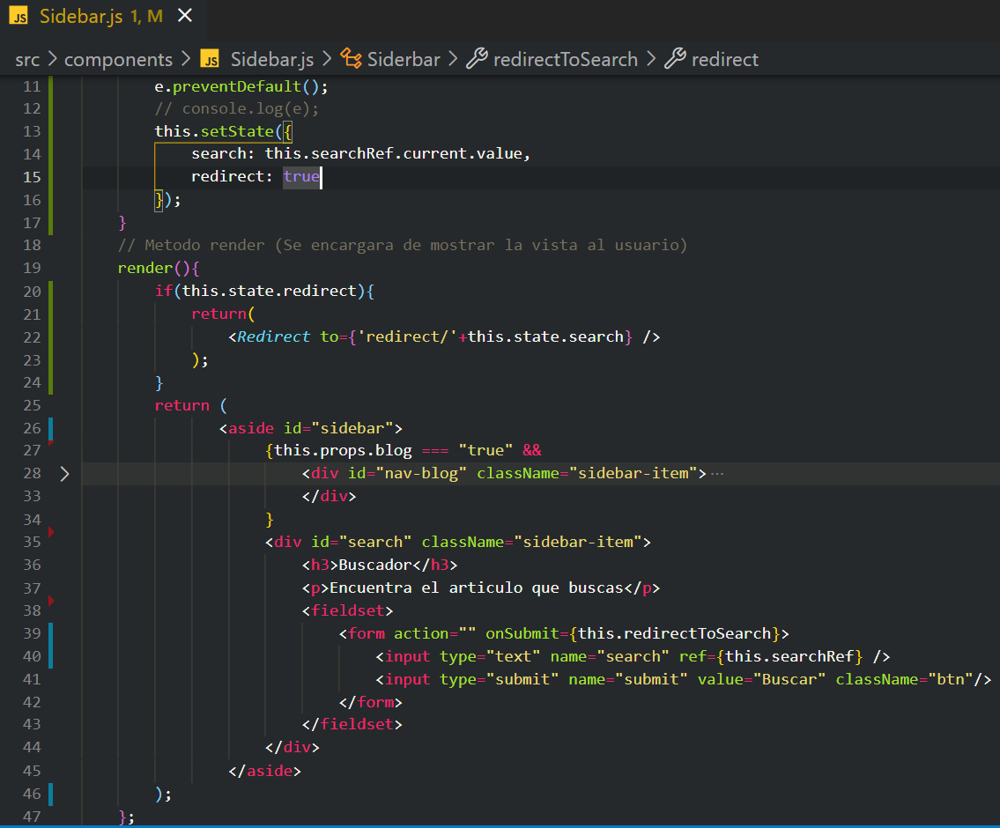 JS Sidebar.js 1, M ×
src > components > JS Sidebar.js > Siderbar > redirectToSearch > redirect
11 e.preventDefault();
12 // console.log(e);
13 this.setState({
14 search: this.searchRef.current.value,
15 redirect: true
16 });
17 }
18 // Metodo render (Se encargara de mostrar la vista al usuario)
19 render(){
20 if(this.state.redirect){
21 return(
22 <Redirect to={'redirect/'+this.state.search} />
23 );
24 }
25 return (
26 <aside id="sidebar">
27 {this.props.blog === "true" &&
28 > <div id="nav-blog" className="sidebar-item">···
33 </div>
34 }
35 <div id="search" className="sidebar-item">
36 <h3>Buscador</h3>
37 <p>Encuentra el articulo que buscas</p>
38 <fieldset>
39 <form action="" onSubmit={this.redirectToSearch}>
40 <input type="text" name="search" ref={this.searchRef} />
41 <input type="submit" name="submit" value="Buscar" className="btn"/>
42 </form>
43 </fieldset>
44 </div>
45 </aside>
46 );
47 };